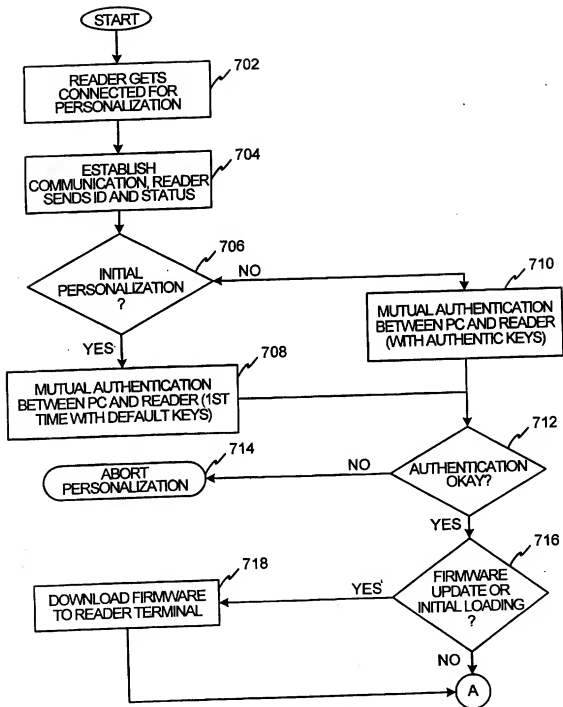 START
702
READER GETS
CONNECTED FOR
PERSONALIZATION
704
ESTABLISH
COMMUNICATION, READER
SENDS ID AND STATUS
706
INITIAL
PERSONALIZATION
?
NO
710
MUTUAL AUTHENTICATION
BETWEEN PC AND READER
(WITH AUTHENTIC KEYS)
YES
708
MUTUAL AUTHENTICATION
BETWEEN PC AND READER (1ST
TIME WITH DEFAULT KEYS)
712
AUTHENTICATION
OKAY?
NO
714
ABORT
PERSONALIZATION
YES
716
FIRMWARE
UPDATE OR
INITIAL LOADING
?
YES
718
DOWNLOAD FIRMWARE
TO READER TERMINAL
NO
A